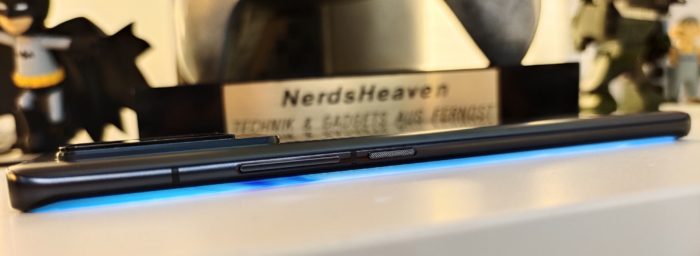 NerdsHeaven
TECHNIK & GADGETS AUS FERNOST